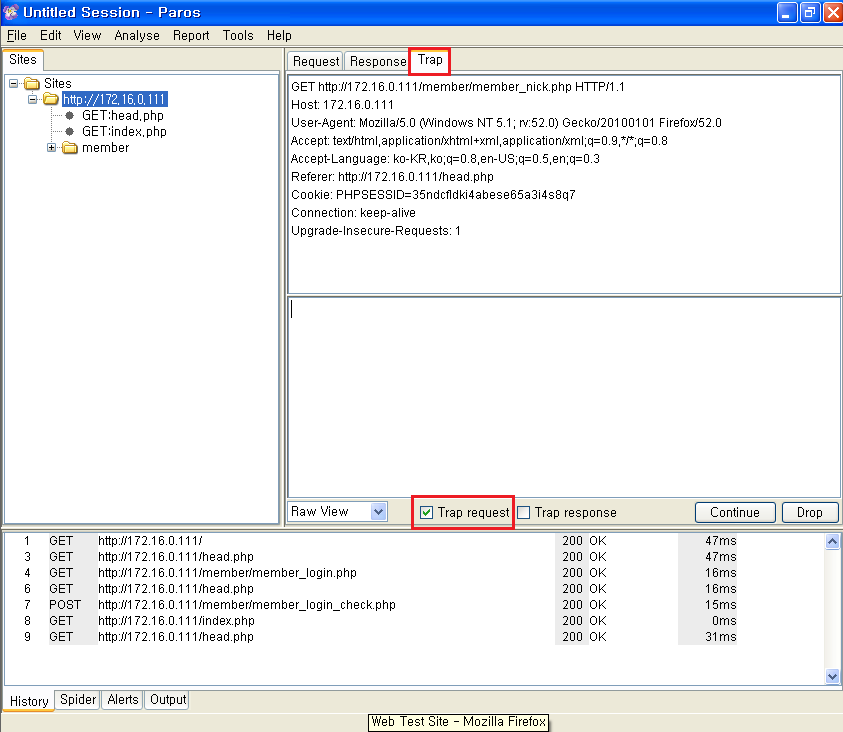 Untitled Session - Paros
File Edit View Analyse Report Tools Help
Sites
Request Response Trap
Sites
http://172.16.0.111
GET:head.php
GET:index.php
member
GET http://172.16.0.111/member/member_nick.php HTTP/1.1
Host: 172.16.0.111
User-Agent: Mozilla/5.0 (Windows NT 5.1; rv:52.0) Gecko/20100101 Firefox/52.0
Accept: text/html,application/xhtml+xml,application/xml;q=0.9,*/*;q=0.8
Accept-Language: ko-KR,ko;q=0.8,en-US;q=0.5,en;q=0.3
Referer: http://172.16.0.111/head.php
Cookie: PHPSESSID=35ndcfldki4abese65a3i4s8q7
Connection: keep-alive
Upgrade-Insecure-Requests: 1
Raw View Trap request Trap response Continue Drop
1 GET http://172.16.0.111/ 200 OK 47ms
3 GET http://172.16.0.111/head.php 200 OK 47ms
4 GET http://172.16.0.111/member/member_login.php 200 OK 16ms
6 GET http://172.16.0.111/head.php 200 OK 16ms
7 POST http://172.16.0.111/member/member_login_check.php 200 OK 15ms
8 GET http://172.16.0.111/index.php 200 OK 0ms
9 GET http://172.16.0.111/head.php 200 OK 31ms
History Spider Alerts Output
Web Test Site - Mozilla Firefox